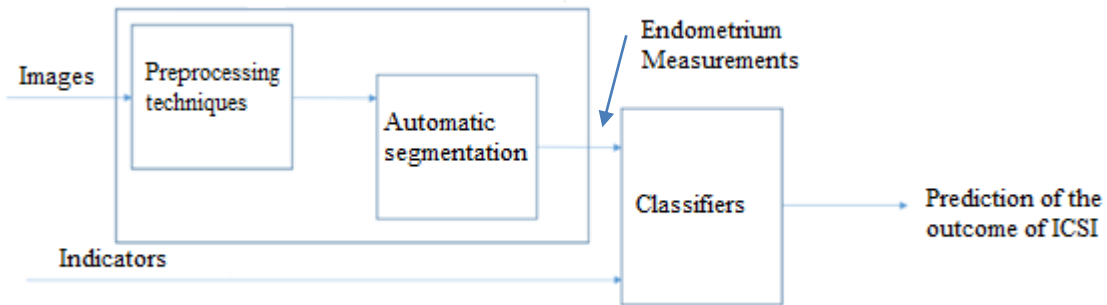 Endometrium
Measurements
Images
Preprocessing
techniques
Automatic
segmentation
Classifiers
Prediction of the
outcome of ICSI
Indicators